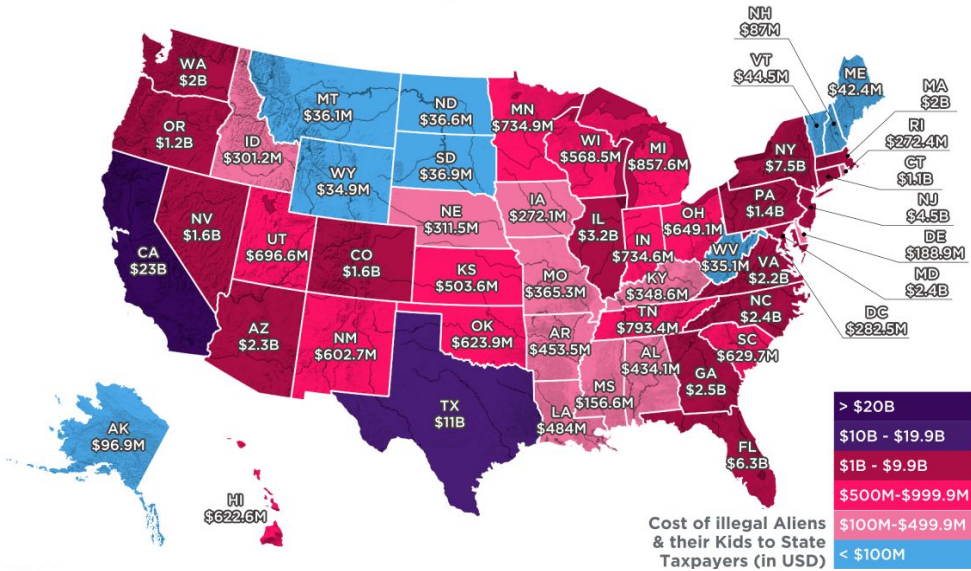 NH
$87M
VT
$44.5M
ME
$42.4M
MA
$2B
RI
$272.4M
CT
$1.1B
NJ
$4.5B
DE
$188.9M
MD
$2.4B
DC
$282.5M
WA
$2B
OR
$1.2B
ID
$301.2M
MT
$36.1M
ND
$36.6M
SD
$36.9M
WY
$34.9M
MN
$734.9M
WI
$568.5M
MI
$857.6M
NY
$7.5B
PA
$1.4B
CA
$23B
NV
$1.6B
UT
$696.6M
CO
$1.6B
NE
$311.5M
IA
$272.1M
IL
$3.2B
IN
$734.6M
OH
$649.1M
WV
$35.1M
VA
$2.2B
KS
$503.6M
MO
$365.3M
KY
$348.6M
NC
$2.4B
TN
$793.4M
SC
$629.7M
AZ
$2.3B
NM
$602.7M
OK
$623.9M
AR
$453.5M
MS
$156.6M
AL
$434.1M
GA
$2.5B
TX
$11B
LA
$484M
FL
$6.3B
AK
$96.9M
HI
$622.6M
Cost of illegal Aliens
& their Kids to State
Taxpayers (in USD)
> $20B
$10B - $19.9B
$1B - $9.9B
$500M-$999.9M
$100M-$499.9M
< $100M